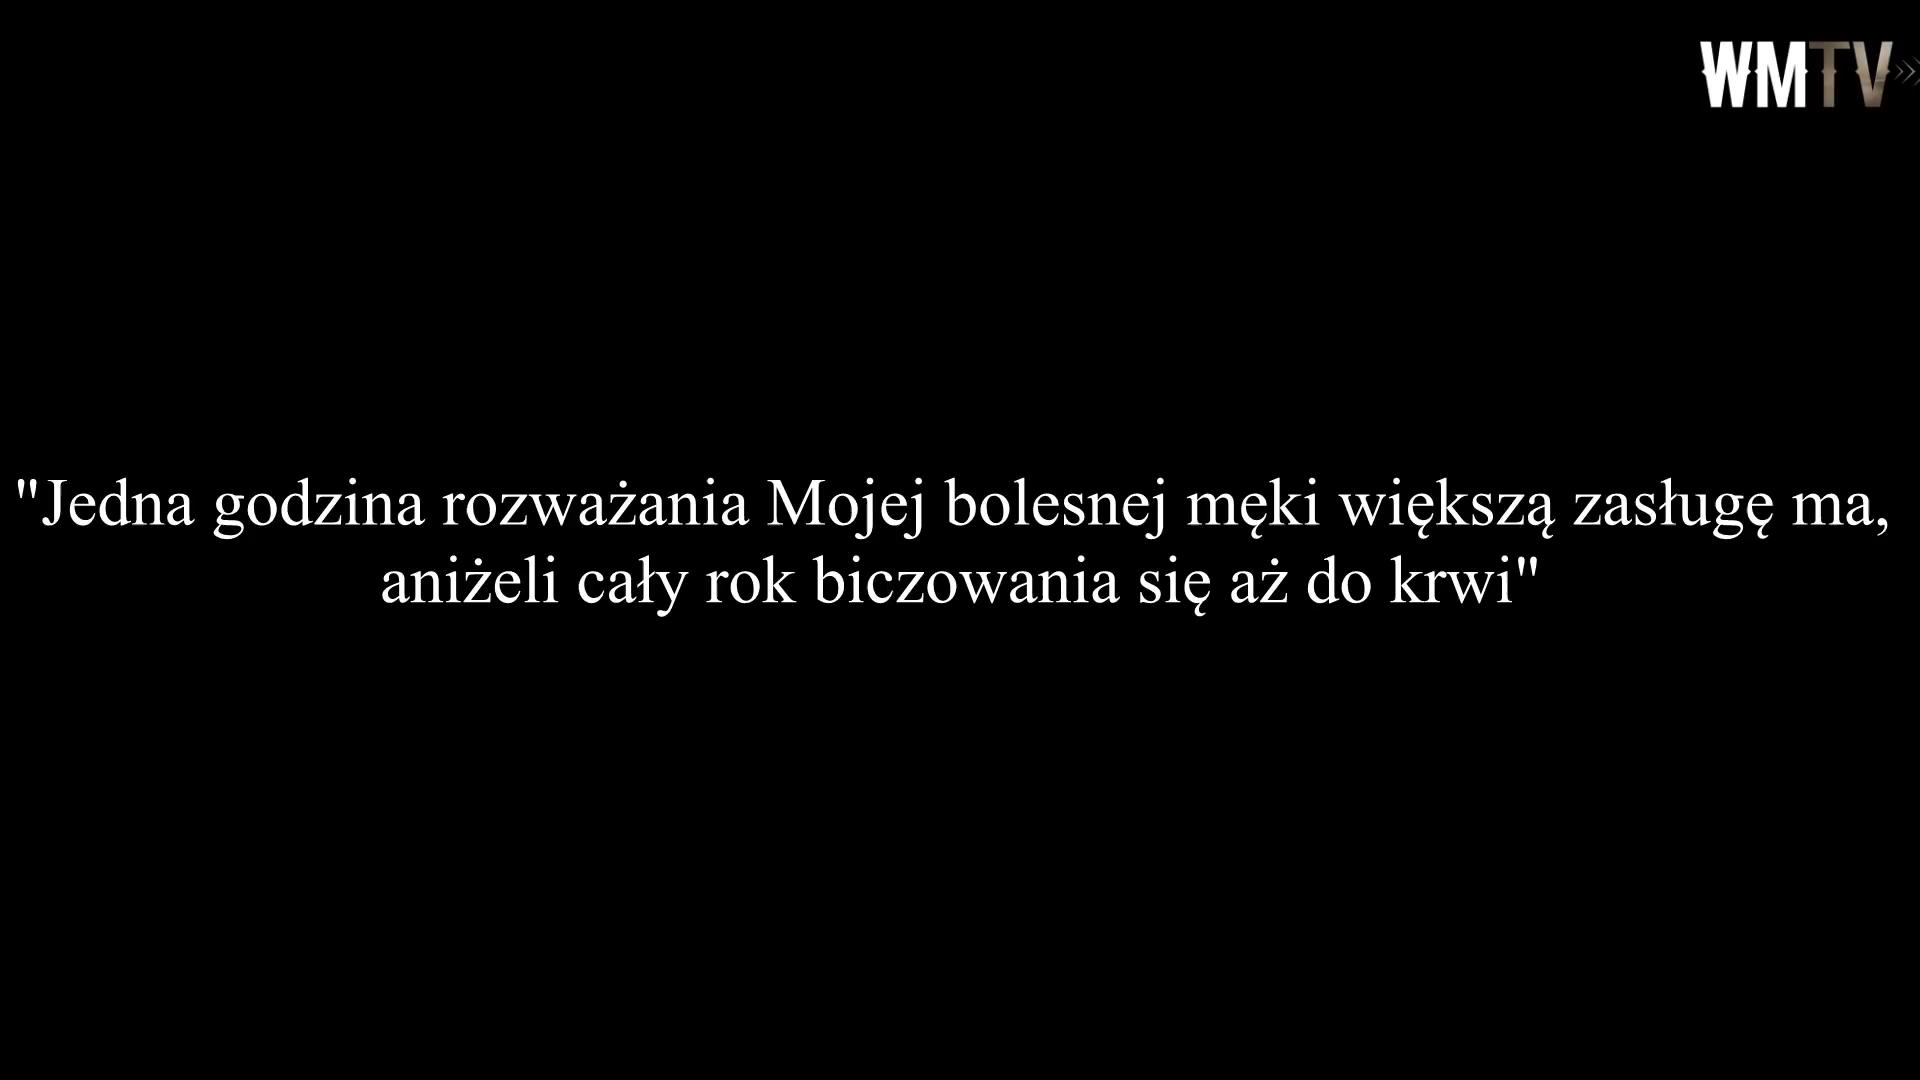 WMTV
"Jedna godzina rozważania Mojej bolesnej męki większą zasługę ma,
aniżeli cały rok biczowania się aż do krwi"